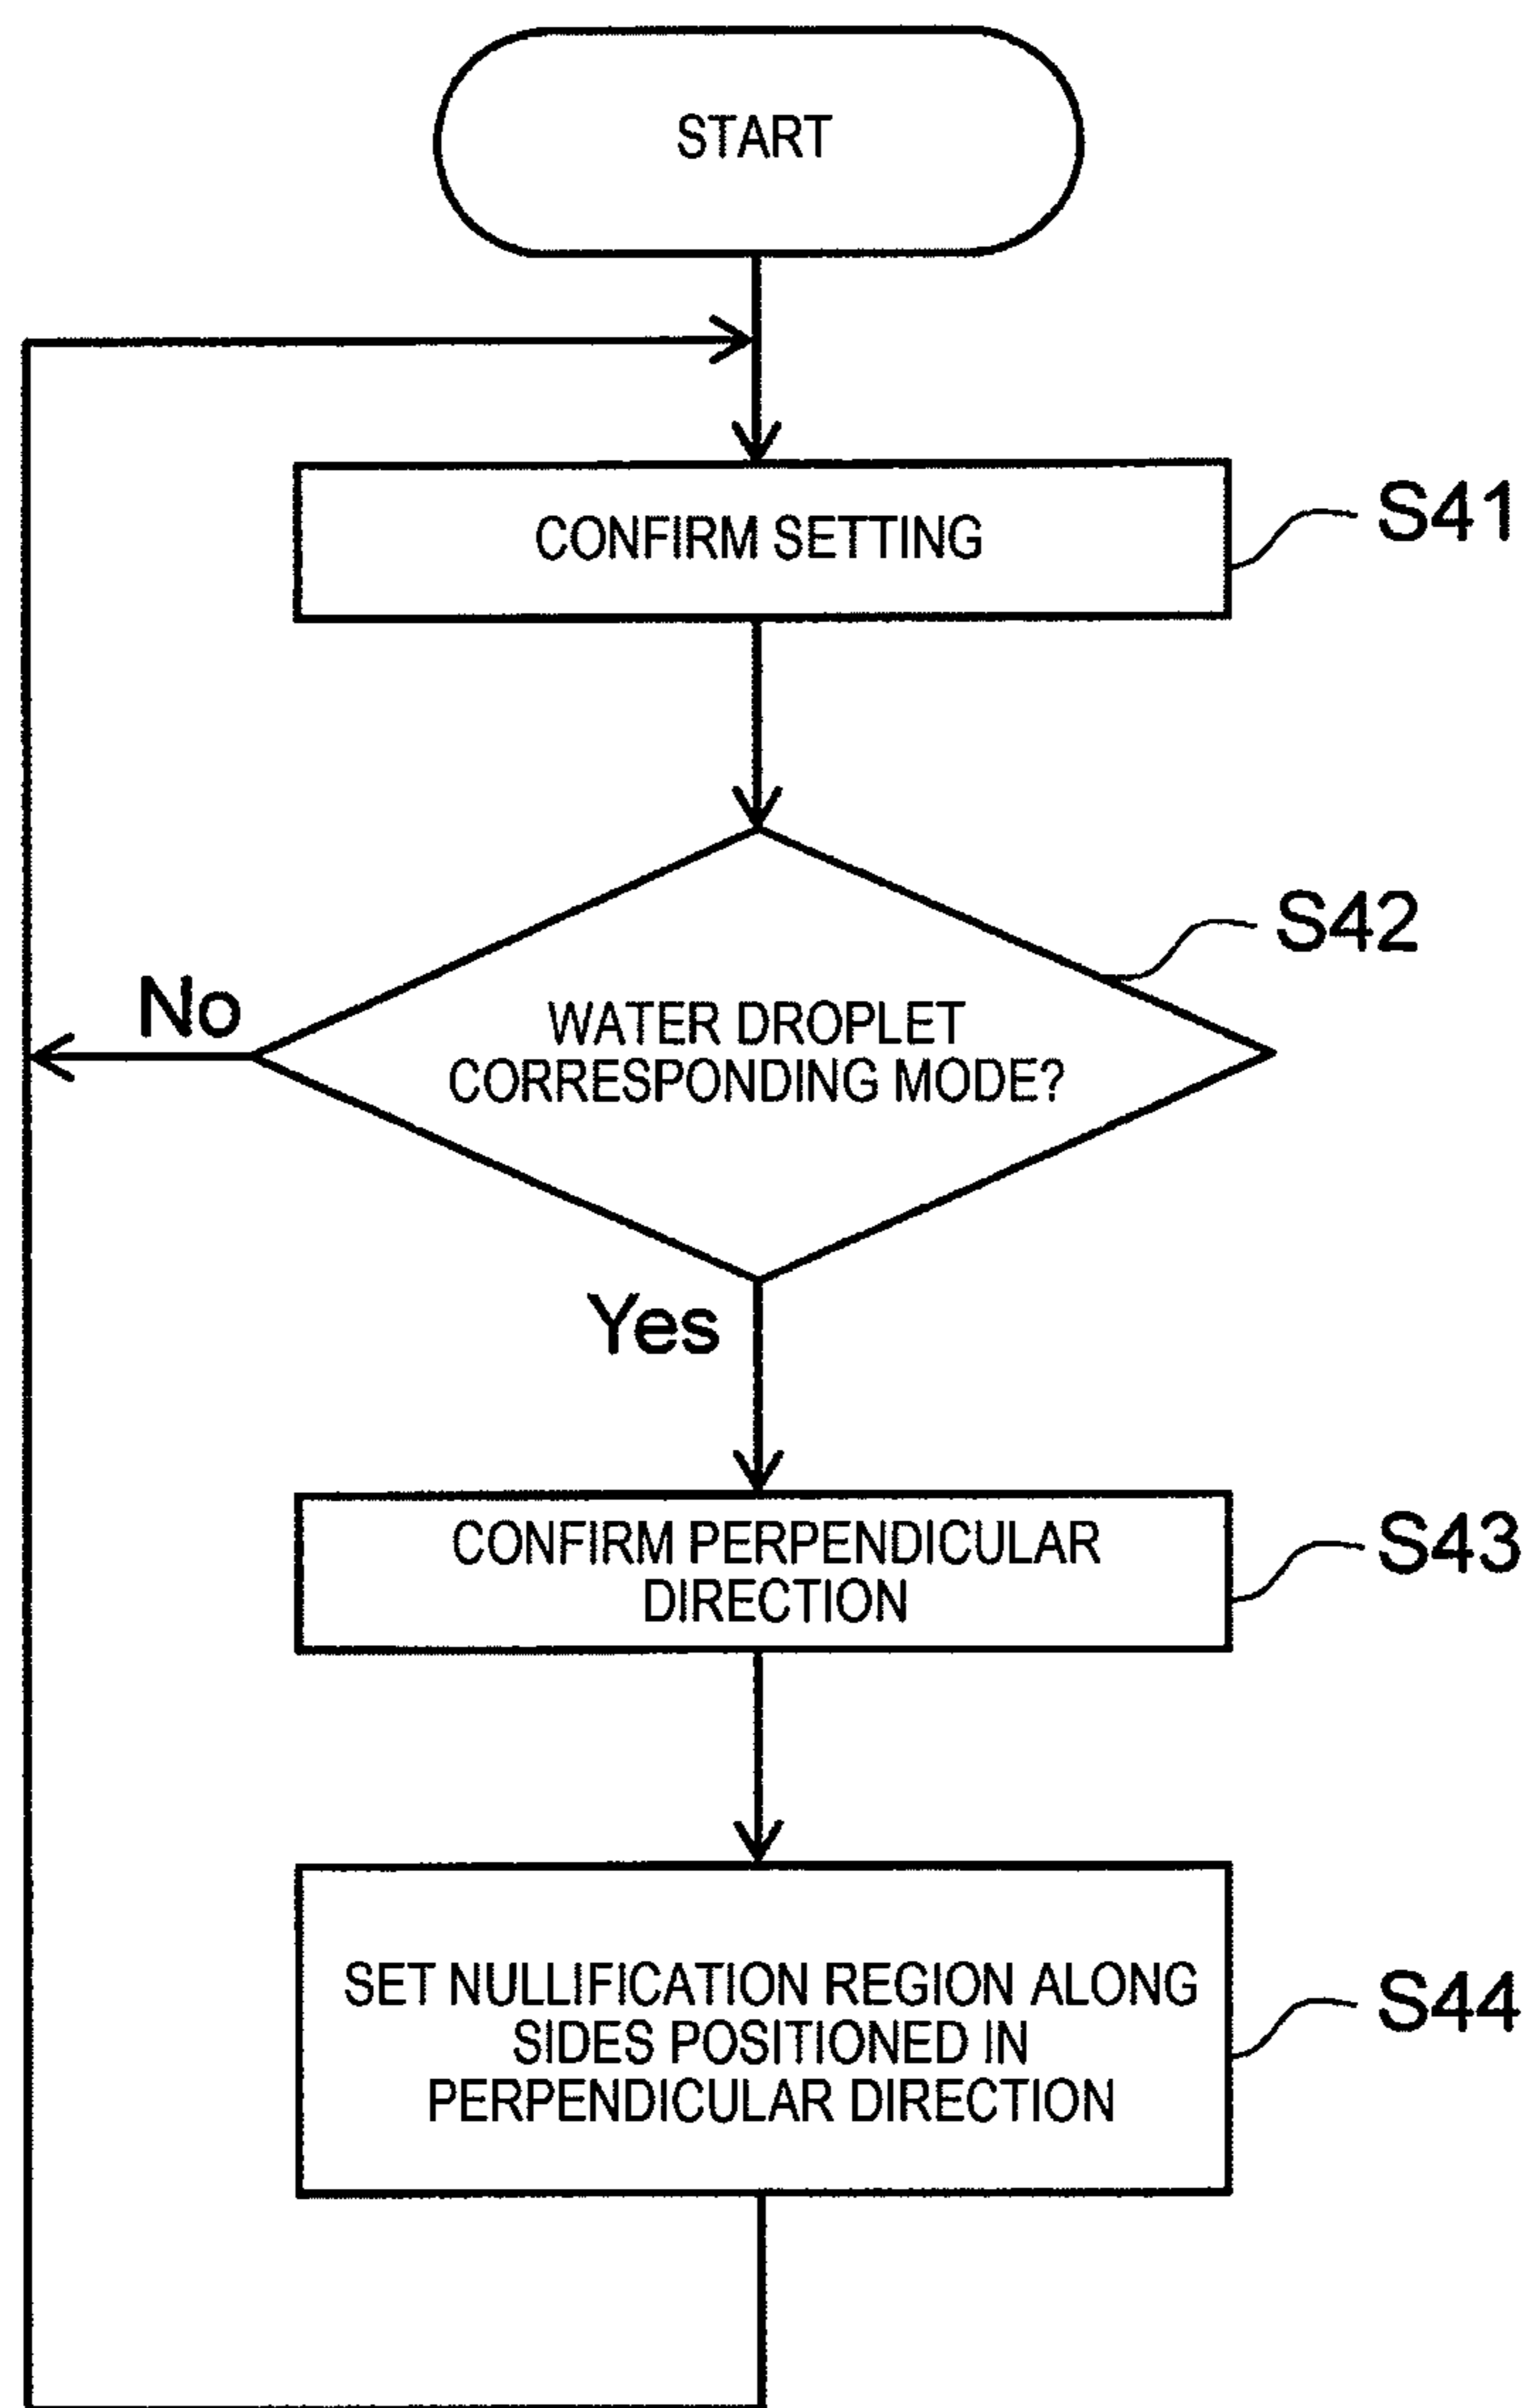 START
CONFIRM SETTING
S41
S42
No
WATER DROPLET
CORRESPONDING MODE?
Yes
CONFIRM PERPENDICULAR
DIRECTION
S43
SET NULLIFICATION REGION ALONG
SIDES POSITIONED IN
PERPENDICULAR DIRECTION
S44